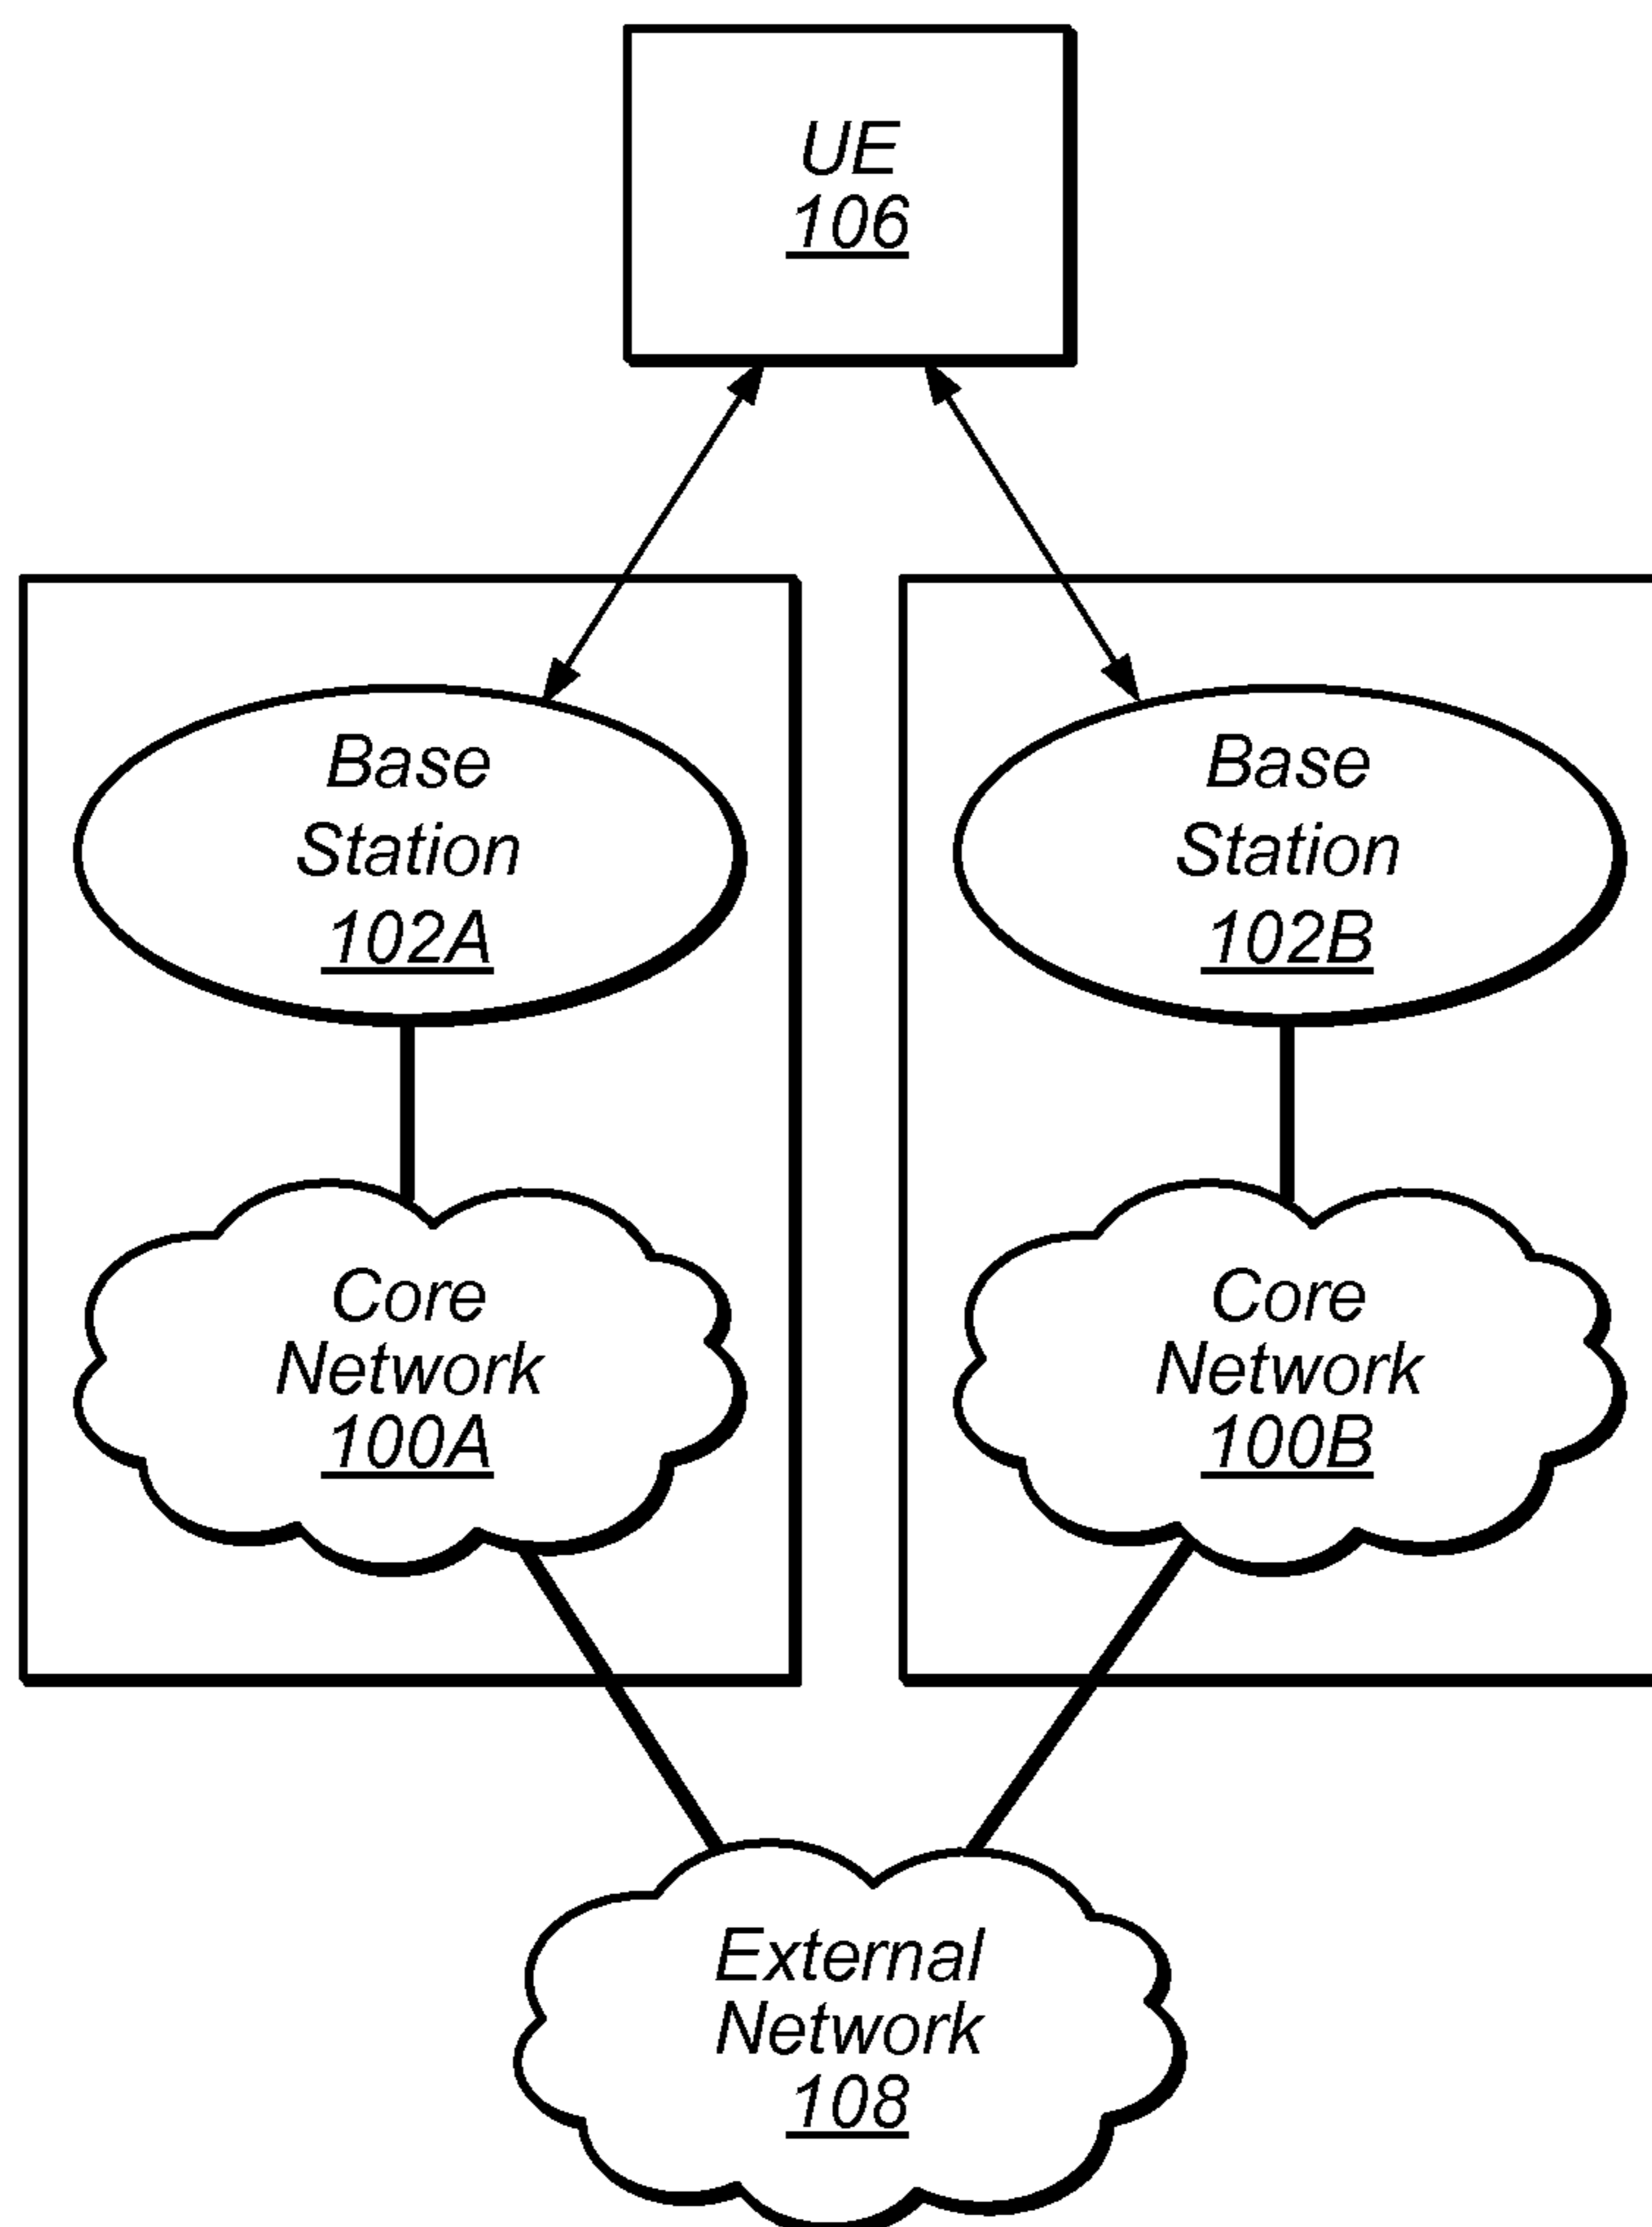 UE
106
Base
Station
102A
Base
Station
102B
Core
Network
100A
Core
Network
100B
External
Network
108